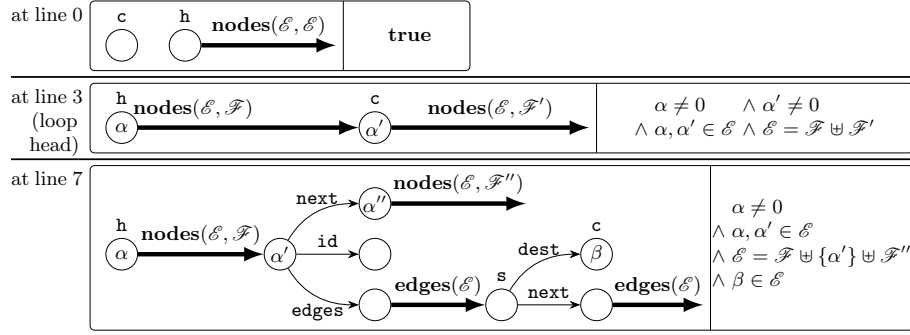 at line 0
c h nodes(ℰ, ℰ) true
at line 3
(loop
head)
h nodes(ℰ, ℱ) c nodes(ℰ, ℱ′)
α α′
α ≠ 0 ∧ α′ ≠ 0
∧ α, α′ ∈ ℰ ∧ ℰ = ℱ ⊎ ℱ′
at line 7
nodes(ℰ, ℱ″)
next α″
h nodes(ℰ, ℱ)
α α′
id
dest c
β
edges edges(ℰ) s next edges(ℰ)
α ≠ 0
∧ α, α′ ∈ ℰ
∧ ℰ = ℱ ⊎ {α′} ⊎ ℱ″
∧ β ∈ ℰ